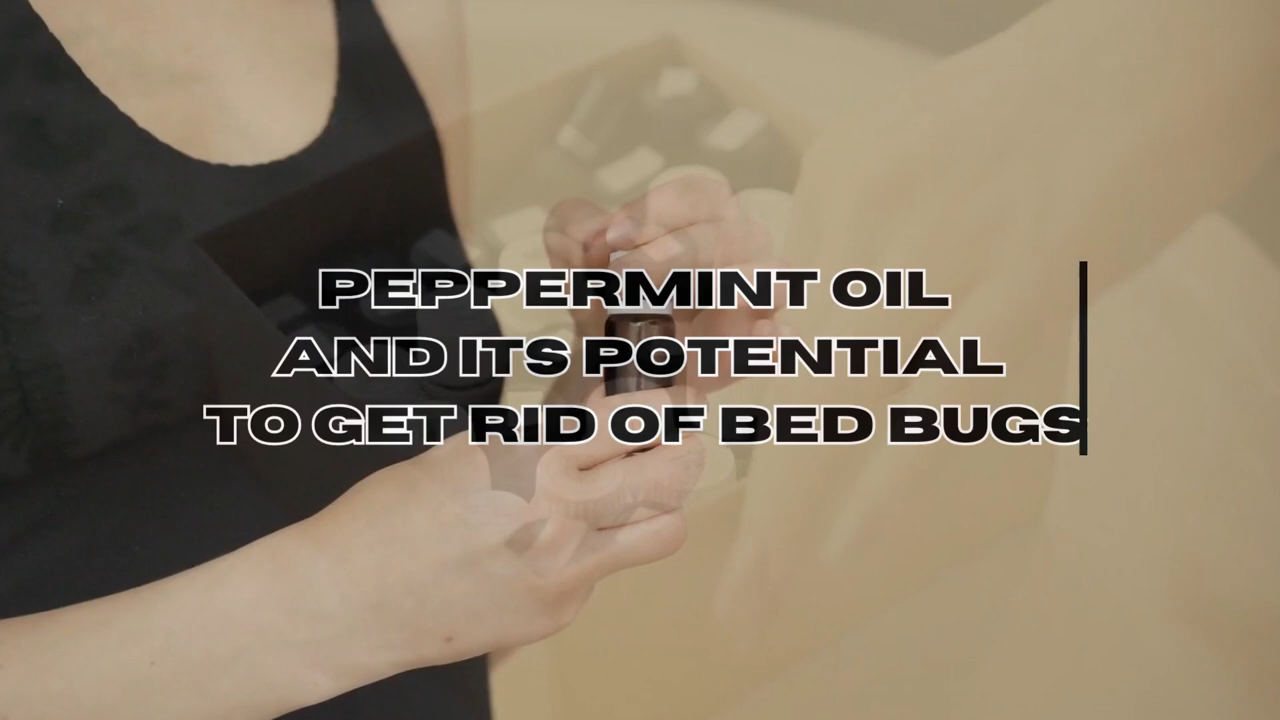 PEPPERMINT OIL
AND ITS POTENTIAL
TO GET RID OF BED BUGS